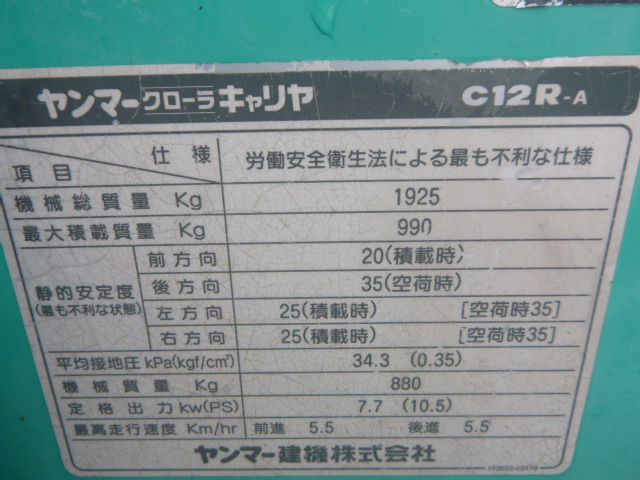 ヤンマークローラキャリヤ C12R-A
項目 仕様 労働安全衛生法による最も不利な仕様
機械総質量 Kg 1925
最大積載質量 Kg 990
静的安定度 (最も不利な状態) 前方向 20(積載時)
後方向 35(空荷時)
左方向 25(積載時) [空荷時35]
右方向 25(積載時) [空荷時35]
平均接地圧 kPa(kgf/cm²) 34.3 (0.35)
機械質量 Kg 880
定格出力 kw(PS) 7.7 (10.5)
最高走行速度 Km/hr 前進 5.5 後進 5.5
ヤンマー建機株式会社